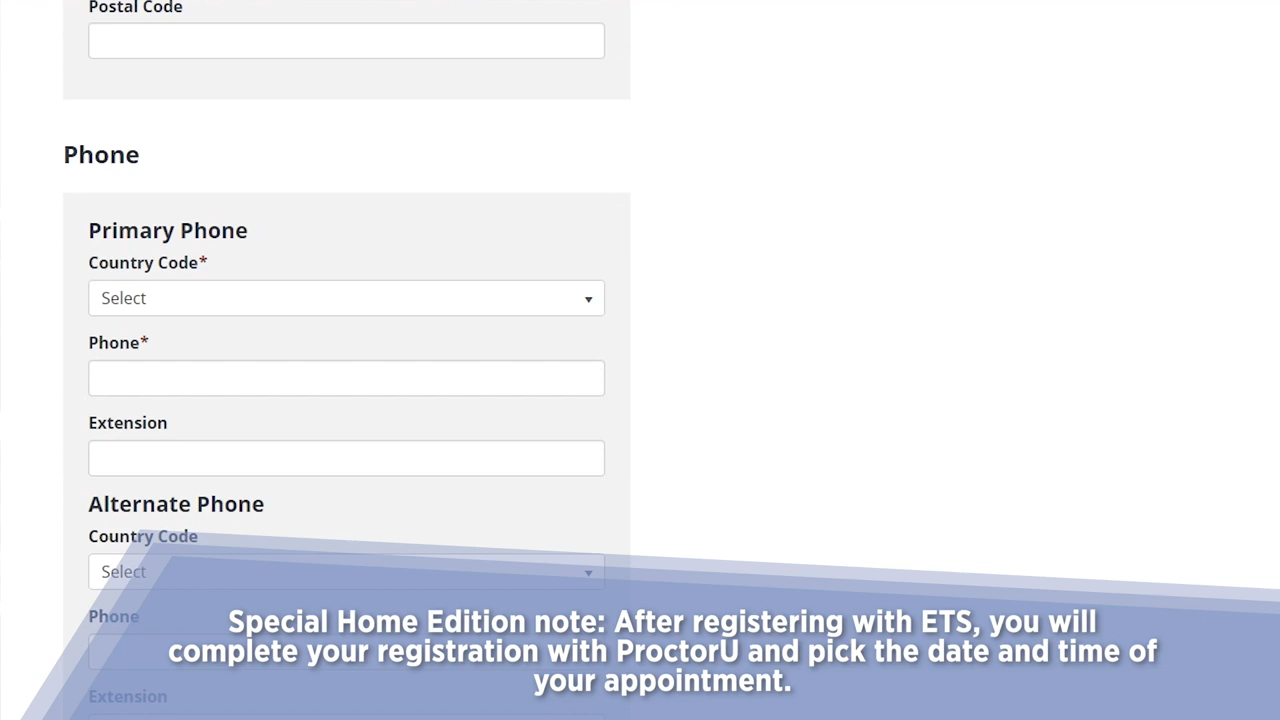 Postal Code
Phone
Primary Phone
Country Code*
Select
Phone*
Extension
Alternate Phone
Country Code
Select
Phone
Extension
Special Home Edition note: After registering with ETS, you will
complete your registration with ProctorU and pick the date and time of
your appointment.